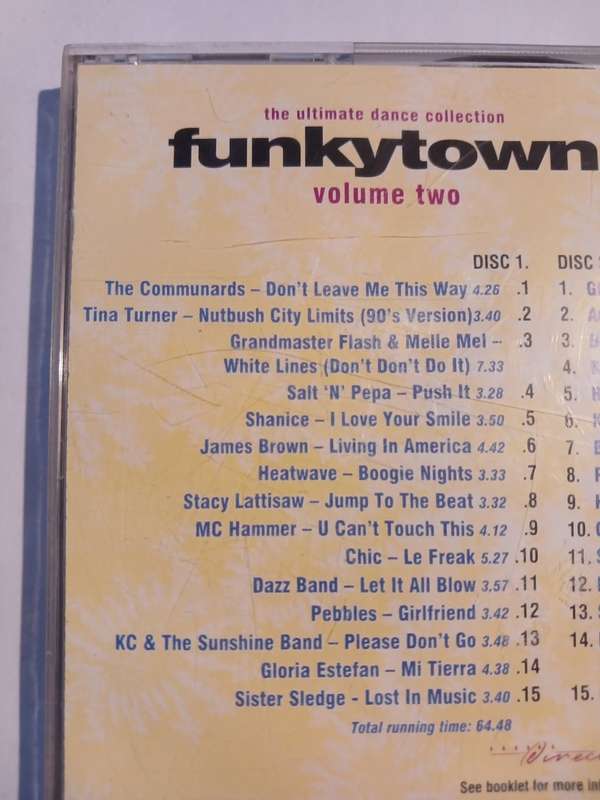 the ultimate dance collection
funkytown
volume two
DISC 1. DISC
The Communards – Don't Leave Me This Way 4.26 .1 1.
Tina Turner – Nutbush City Limits (90's Version)3.40 .2 2.
Grandmaster Flash & Melle Mel – .3 3.
White Lines (Don't Don't Do It) 7.33 4.
Salt 'N' Pepa – Push It 3.28 .4 5.
Shanice – I Love Your Smile 3.50 .5 6.
James Brown – Living In America 4.42 .6 7.
Heatwave – Boogie Nights 3.33 .7 8.
Stacy Lattisaw – Jump To The Beat 3.32 .8 9.
MC Hammer – U Can't Touch This 4.12 .9 10.
Chic – Le Freak 5.27 .10 11.
Dazz Band – Let It All Blow 3.57 .11 12.
Pebbles – Girlfriend 3.42 .12 13.
KC & The Sunshine Band – Please Don't Go 3.48 .13 14.
Gloria Estefan – Mi Tierra 4.38 .14
Sister Sledge - Lost In Music 3.40 .15 15.
Total running time: 64.48
See booklet for more